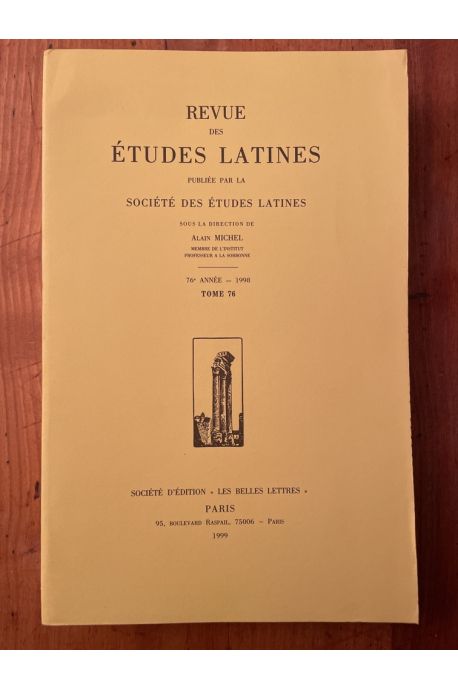 REVUE
DES
ÉTUDES LATINES
PUBLIÉE PAR LA
SOCIÉTÉ DES ÉTUDES LATINES
SOUS LA DIRECTION DE
ALAIN MICHEL
MEMBRE DE L'INSTITUT
PROFESSEUR A LA SORBONNE
76e ANNÉE — 1998
TOME 76
SOCIÉTÉ D'ÉDITION « LES BELLES LETTRES »
PARIS
95, BOULEVARD RASPAIL, 75006 – PARIS
1999